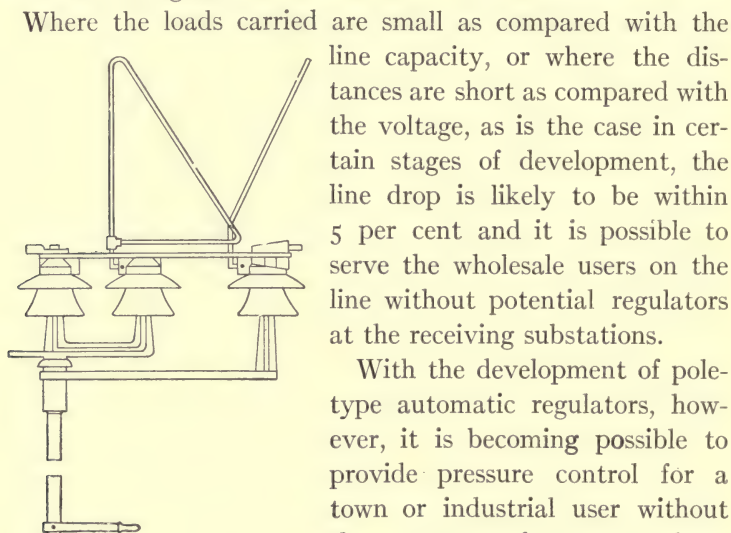 Where the loads carried are small as compared with the
line capacity, or where the dis-
tances are short as compared with
the voltage, as is the case in cer-
tain stages of development, the
line drop is likely to be within
5 per cent and it is possible to
serve the wholesale users on the
line without potential regulators
at the receiving substations.
With the development of pole-
type automatic regulators, how-
ever, it is becoming possible to
provide pressure control for a
town or industrial user without